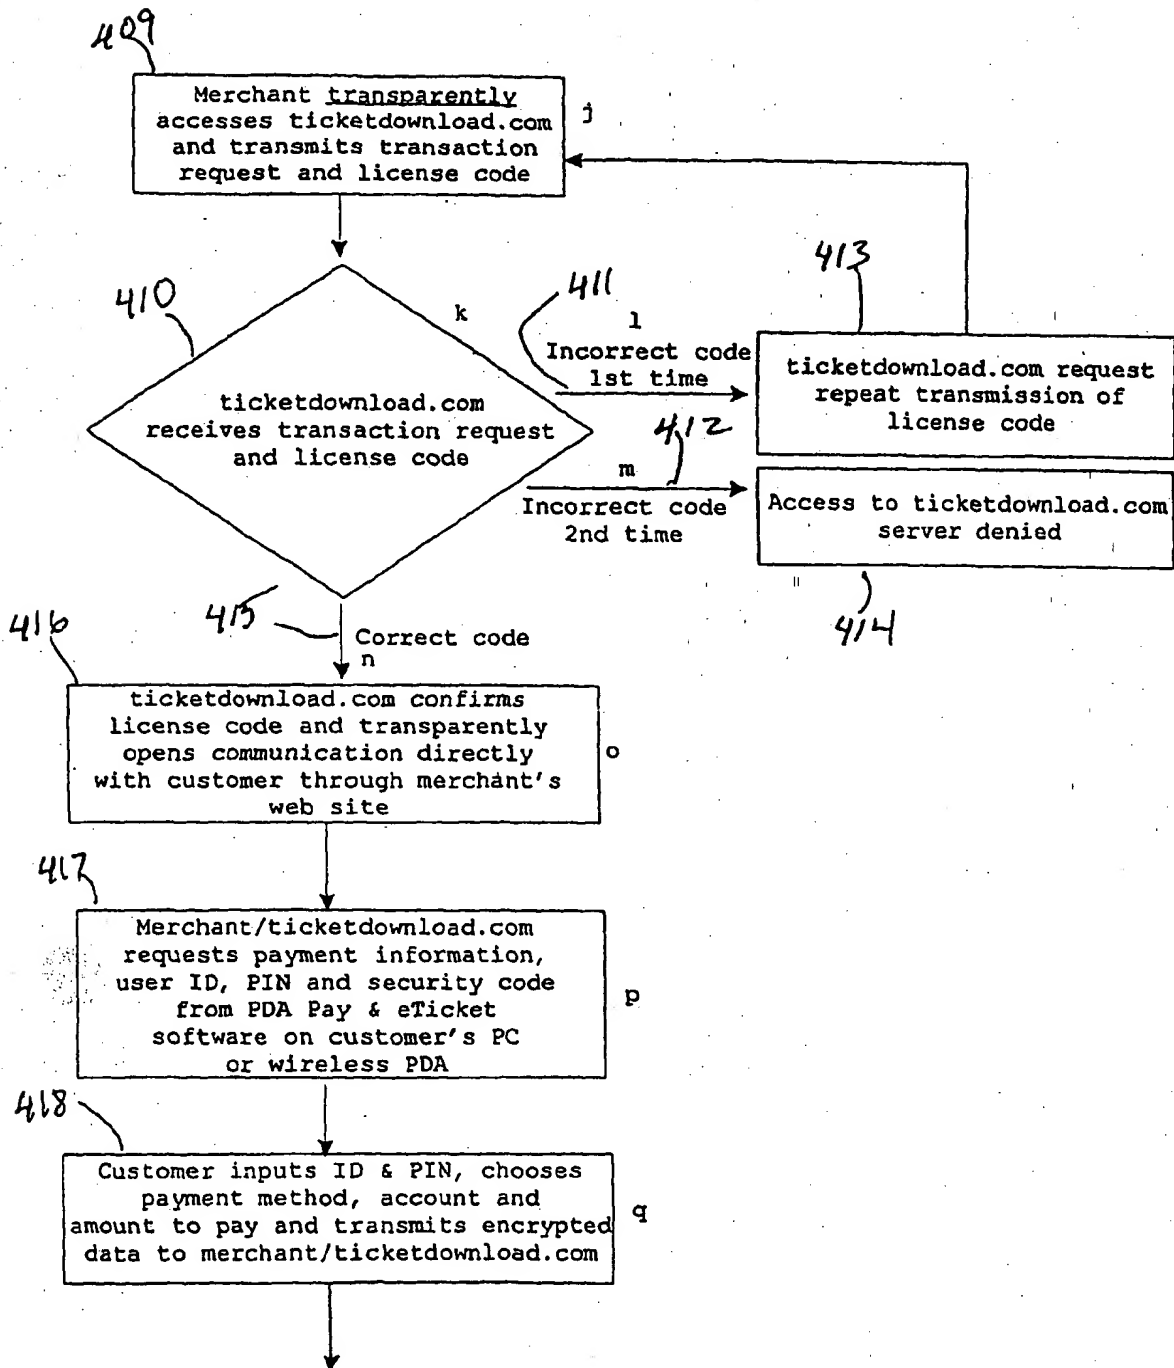 409
Merchant transparently
accesses ticketdownload.com
and transmits transaction
request and license code
j
410
k
ticketdownload.com
receives transaction request
and license code
411
l
Incorrect code
1st time
413
ticketdownload.com request
repeat transmission of
license code
412
m
Incorrect code
2nd time
Access to ticketdownload.com
server denied
414
415
Correct code
n
416
ticketdownload.com confirms
license code and transparently
opens communication directly
with customer through merchant's
web site
o
417
Merchant/ticketdownload.com
requests payment information,
user ID, PIN and security code
from PDA Pay & eTicket
software on customer's PC
or wireless PDA
p
418
Customer inputs ID & PIN, chooses
payment method, account and
amount to pay and transmits encrypted
data to merchant/ticketdownload.com
q